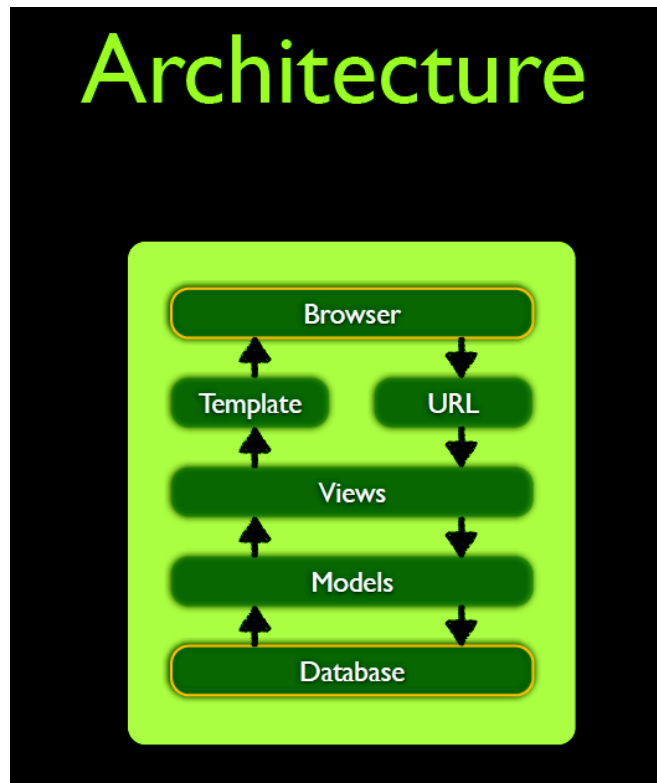 Architecture
Browser
Template URL
Views
Models
Database